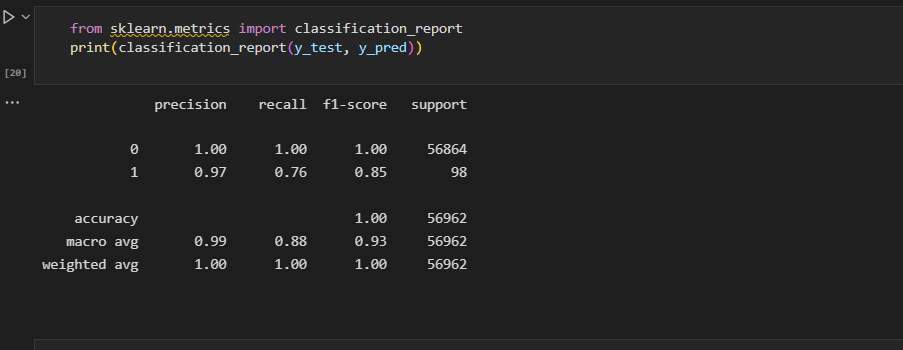 from sklearn.metrics import classification_report
print(classification_report(y_test, y_pred))
[20]
...
precision recall f1-score support
0 1.00 1.00 1.00 56864
1 0.97 0.76 0.85 98
accuracy 1.00 56962
macro avg 0.99 0.88 0.93 56962
weighted avg 1.00 1.00 1.00 56962